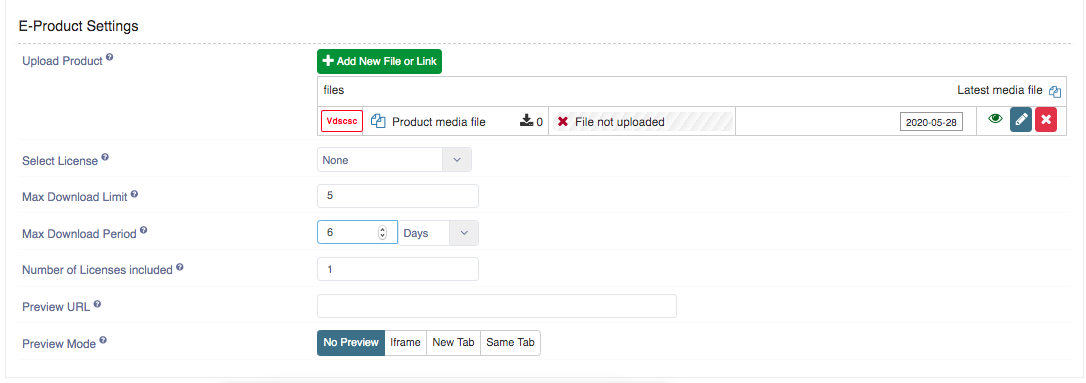 E-Product Settings
Upload Product
Add New File or Link
files Latest media file
Vdscsc Product media file 0 File not uploaded 2020-05-28
Select License None
Max Download Limit 5
Max Download Period 6 Days
Number of Licenses included 1
Preview URL
Preview Mode No Preview Iframe New Tab Same Tab